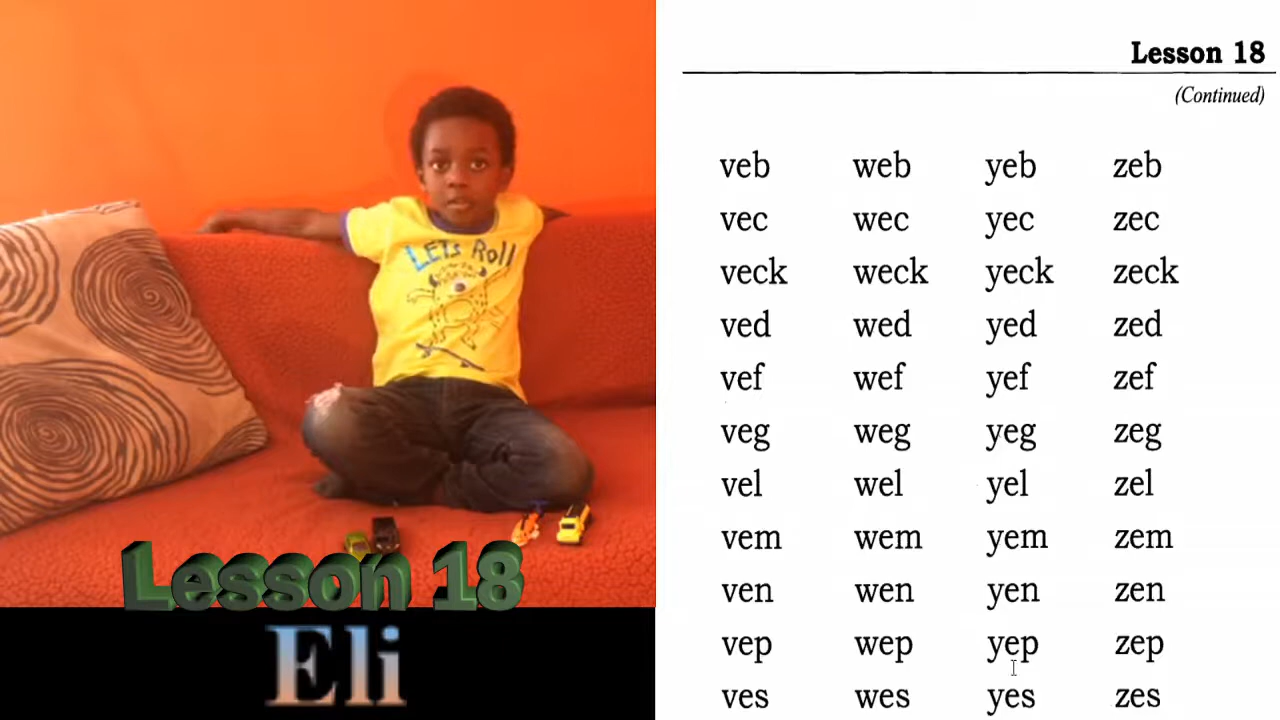 LETS Roll
Lesson 18
Eli
Lesson 18
(Continued)
veb web yeb zeb
vec wec yec zec
veck weck yeck zeck
ved wed yed zed
vef wef yef zef
veg weg yeg zeg
vel wel yel zel
vem wem yem zem
ven wen yen zen
vep wep yep zep
ves wes yes zes